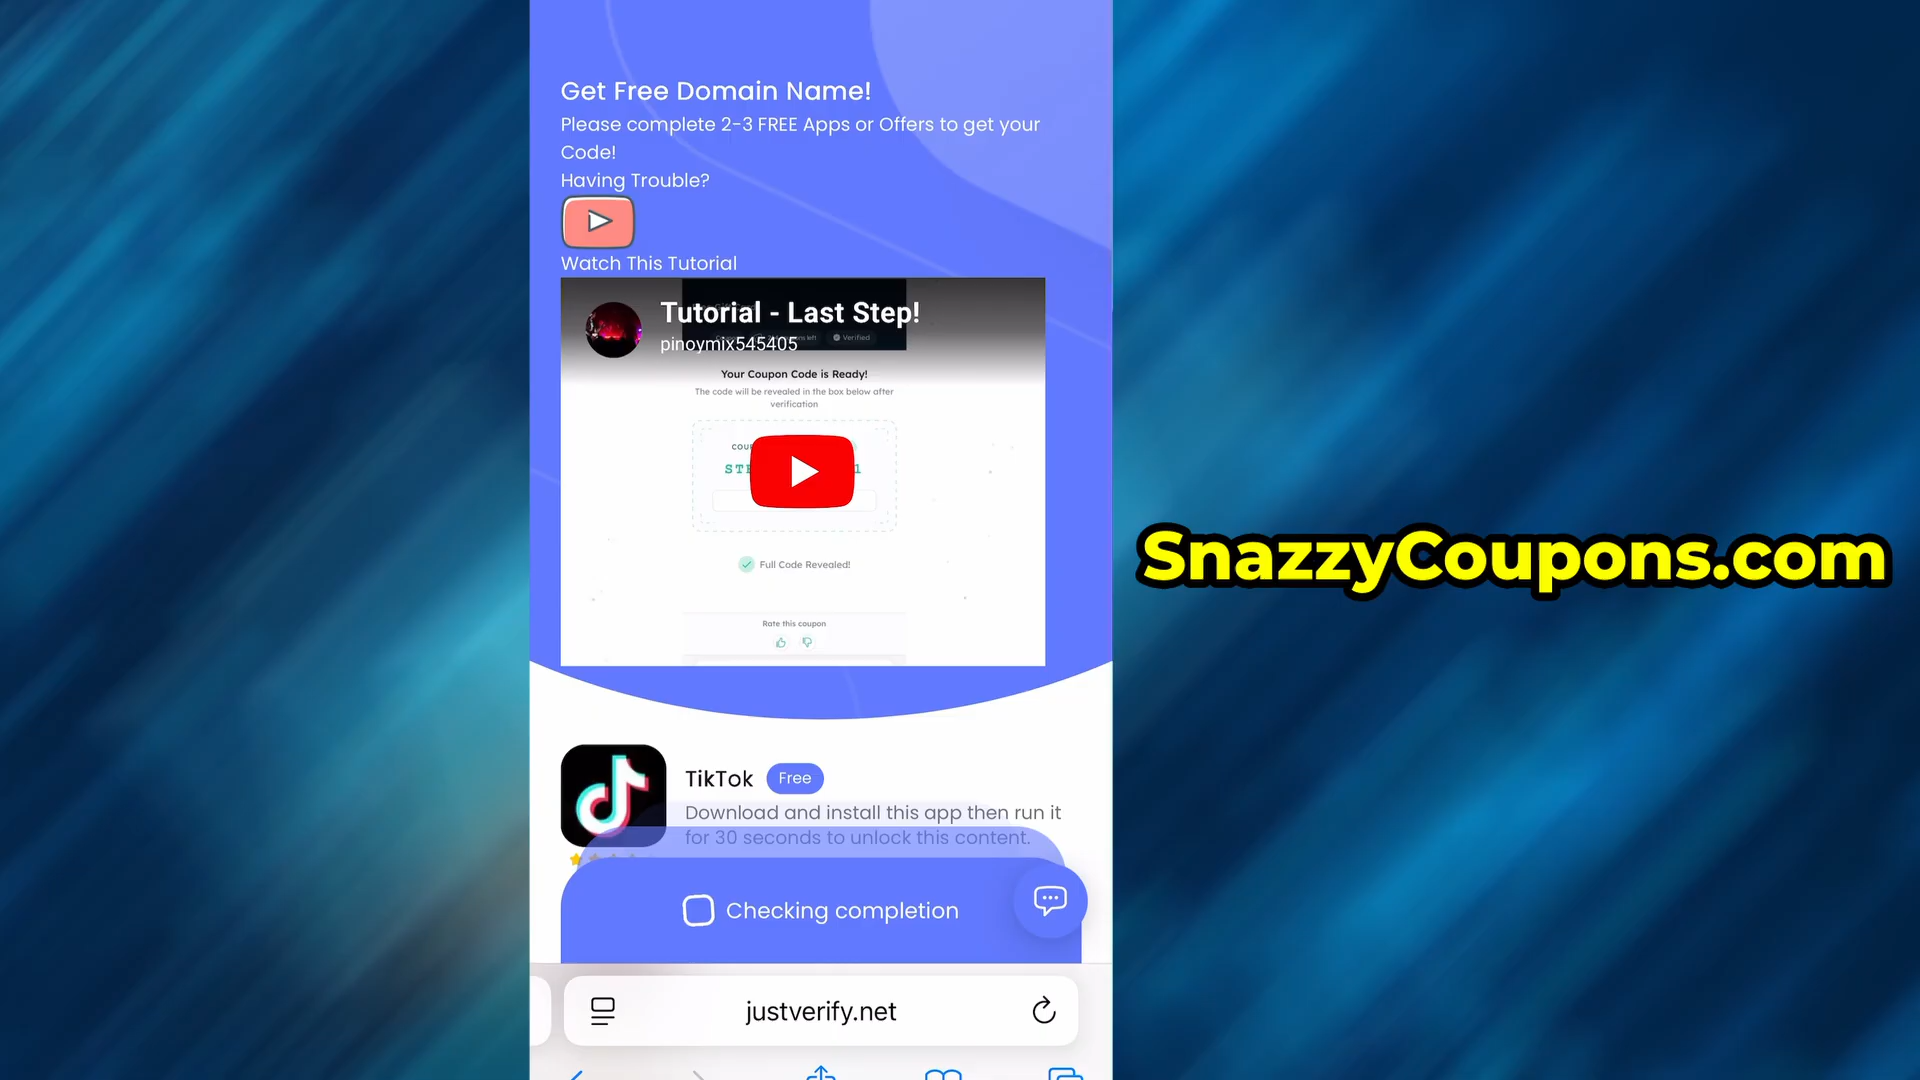 Get Free Domain Name!
Please complete 2-3 FREE Apps or Offers to get your
Code!
Having Trouble?
Watch This Tutorial
Tutorial - Last Step!
pinoymix545405
Verified
Your Coupon Code is Ready!
The code will be revealed in the box below after
verification
Full Code Revealed!
Rate this coupon
SnazzyCoupons.com
TikTok Free
Download and install this app then run it
for 30 seconds to unlock this content.
Checking completion
justverify.net